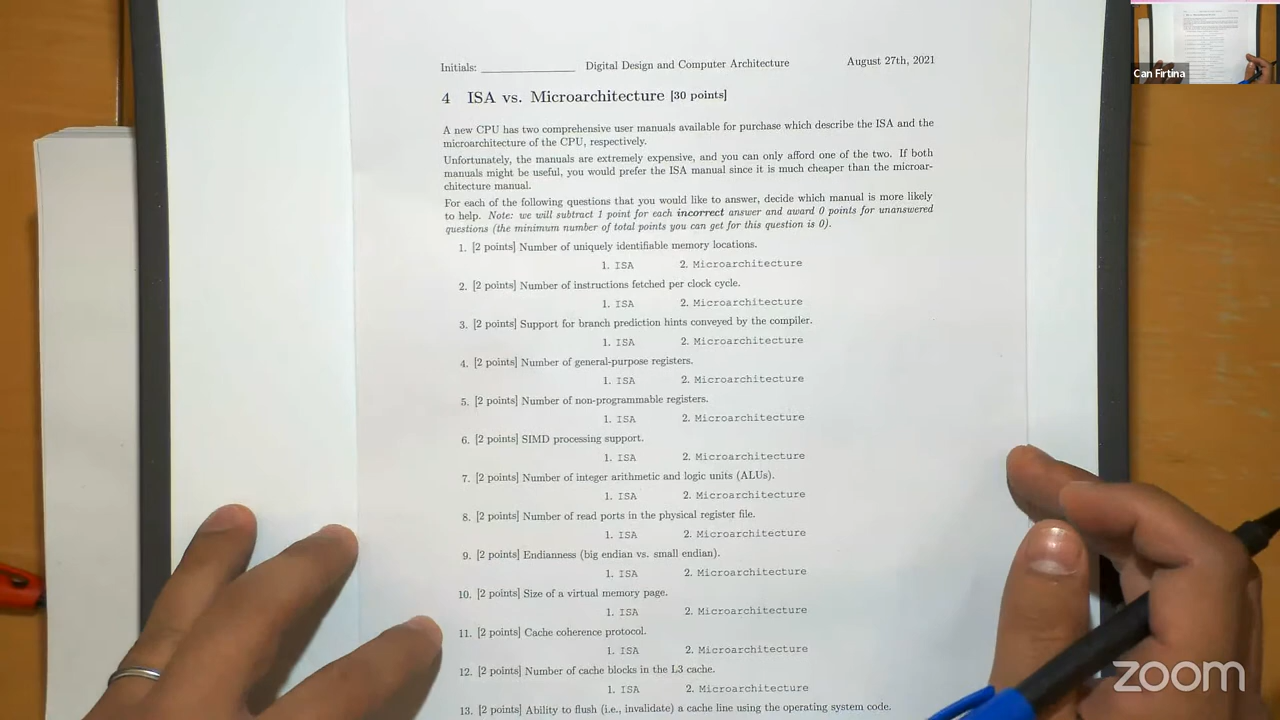 Can Firtina
Initials: _______________ Digital Design and Computer Architecture August 27th, 2021
4 ISA vs. Microarchitecture [30 points]
A new CPU has two comprehensive user manuals available for purchase which describe the ISA and the
microarchitecture of the CPU, respectively.
Unfortunately, the manuals are extremely expensive, and you can only afford one of the two. If both
manuals might be useful, you would prefer the ISA manual since it is much cheaper than the microar-
chitecture manual.
For each of the following questions that you would like to answer, decide which manual is more likely
to help. Note: we will subtract 1 point for each incorrect answer and award 0 points for unanswered
questions (the minimum number of total points you can get for this question is 0).
1. [2 points] Number of uniquely identifiable memory locations.
1. ISA 2. Microarchitecture
2. [2 points] Number of instructions fetched per clock cycle.
1. ISA 2. Microarchitecture
3. [2 points] Support for branch prediction hints conveyed by the compiler.
1. ISA 2. Microarchitecture
4. [2 points] Number of general-purpose registers.
1. ISA 2. Microarchitecture
5. [2 points] Number of non-programmable registers.
1. ISA 2. Microarchitecture
6. [2 points] SIMD processing support.
1. ISA 2. Microarchitecture
7. [2 points] Number of integer arithmetic and logic units (ALUs).
1. ISA 2. Microarchitecture
8. [2 points] Number of read ports in the physical register file.
1. ISA 2. Microarchitecture
9. [2 points] Endianness (big endian vs. small endian).
1. ISA 2. Microarchitecture
10. [2 points] Size of a virtual memory page.
1. ISA 2. Microarchitecture
11. [2 points] Cache coherence protocol.
1. ISA 2. Microarchitecture
12. [2 points] Number of cache blocks in the L3 cache.
1. ISA 2. Microarchitecture
13. [2 points] Ability to flush (i.e., invalidate) a cache line using the operating system code.
zoom